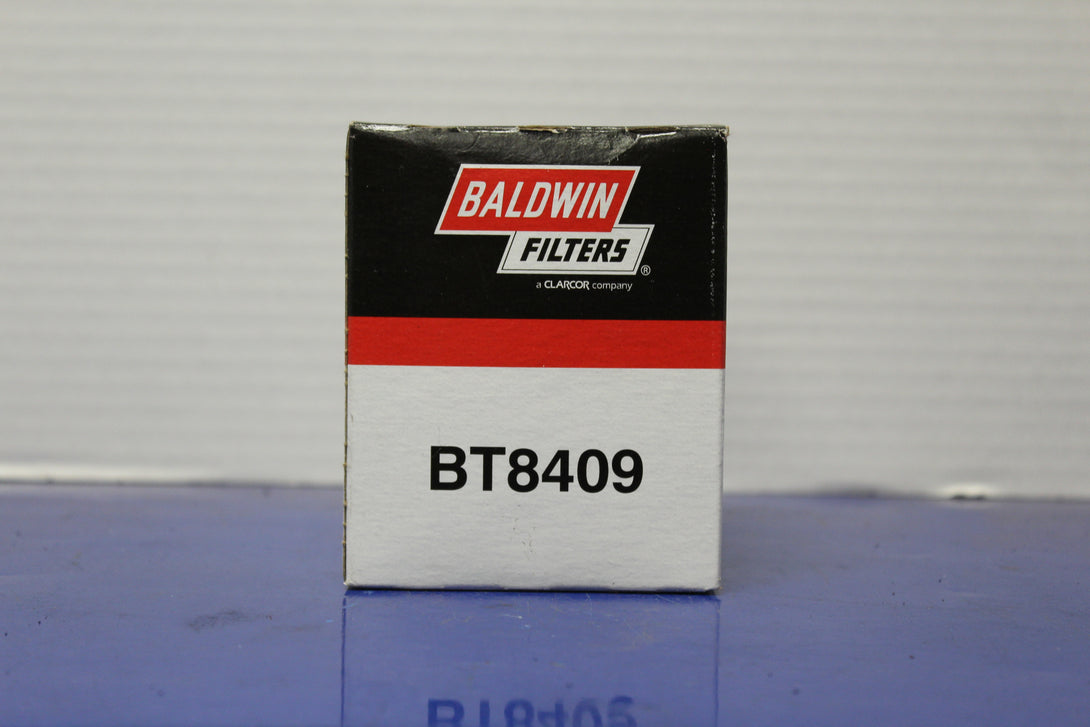 BALDWIN
FILTERS
®
a CLARCOR company
BT8409